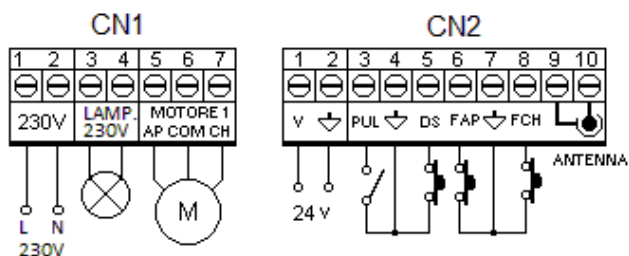 CN1
CN2
1 2 3 4 5 6 7
1 2 3 4 5 6 7 8 9 10
230V
LAMP.
230V
MOTORE 1
AP COM CH
V PUL DS FAP FCH
ANTENNA
M
24 V
L N
230V